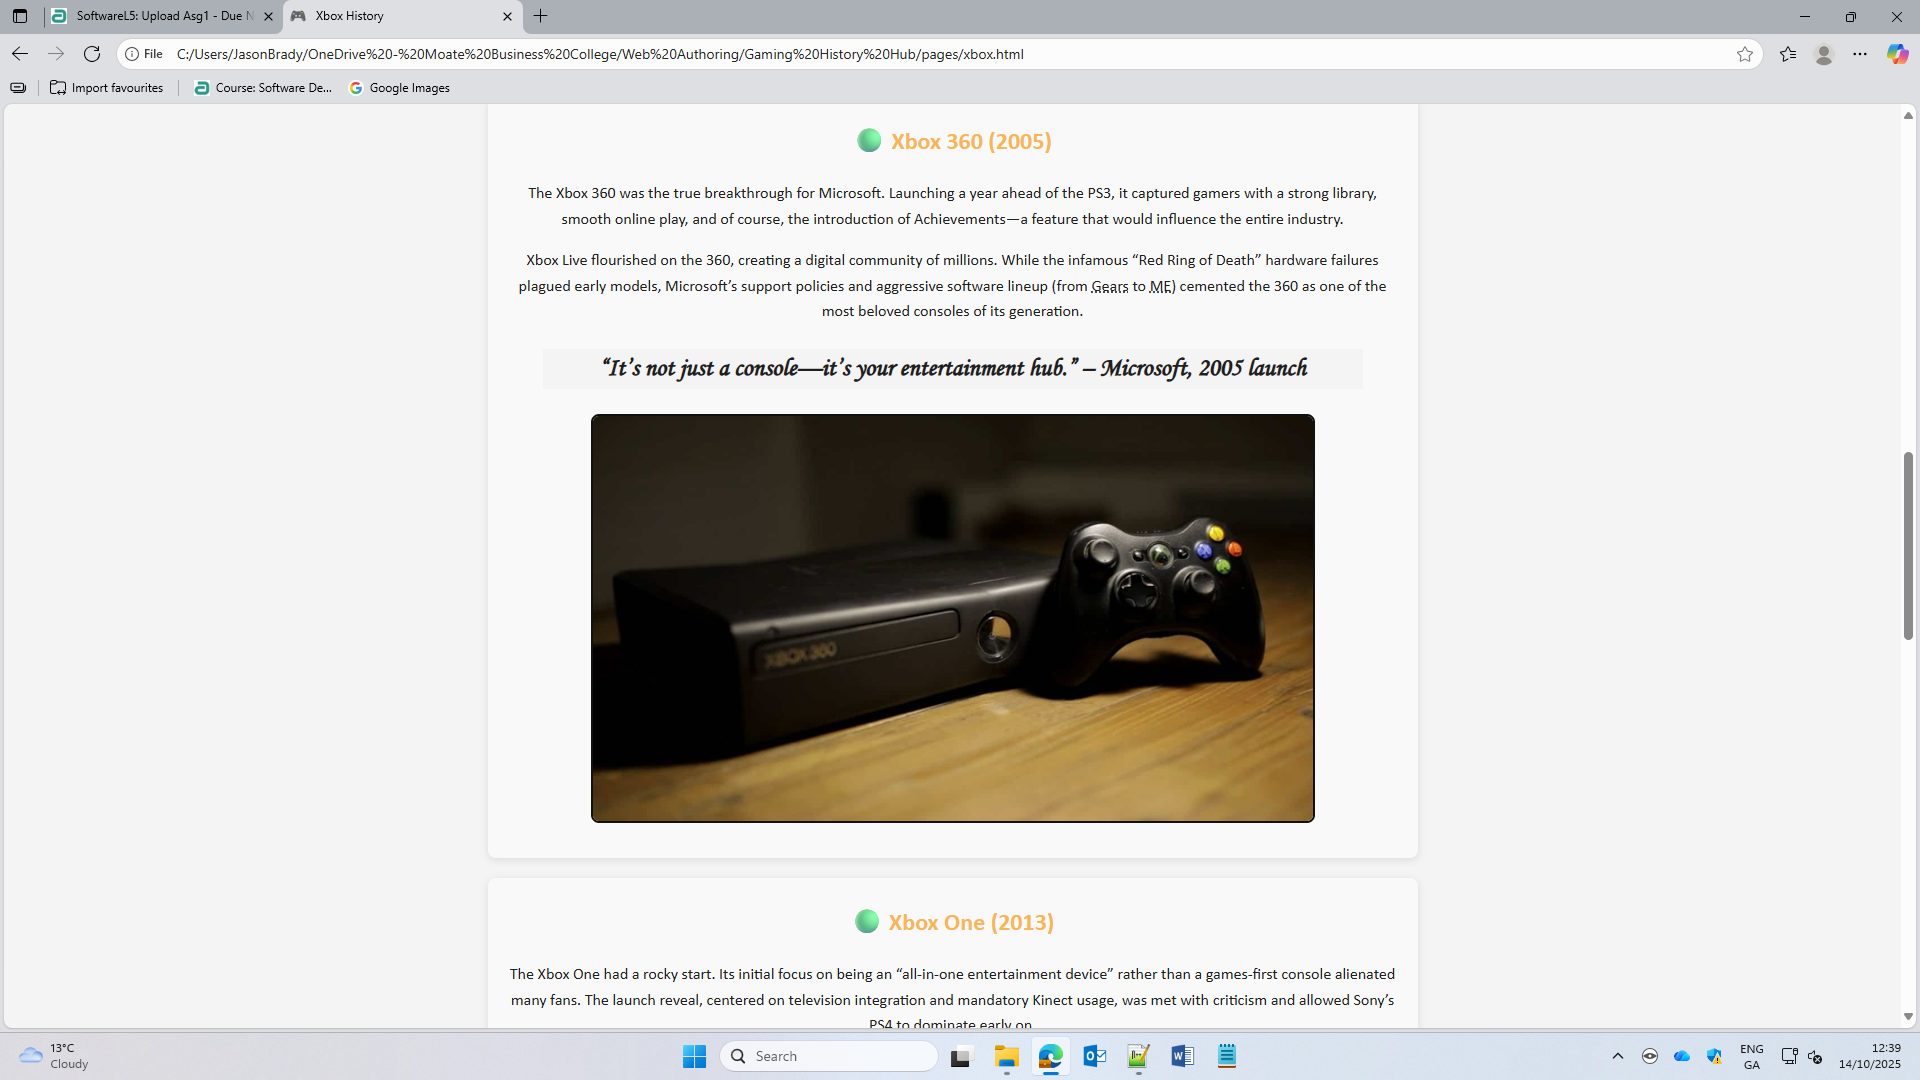 SoftwareL5: Upload Asg1 - Due N
Xbox History
File
C:/Users/JasonBrady/OneDrive%20-%20Moate%20Business%20College/Web%20Authoring/Gaming%20History%20Hub/pages/xbox.html
Import favourites
Course: Software De...
Google Images
Xbox 360 (2005)
The Xbox 360 was the true breakthrough for Microsoft. Launching a year ahead of the PS3, it captured gamers with a strong library,
smooth online play, and of course, the introduction of Achievements—a feature that would influence the entire industry.
Xbox Live flourished on the 360, creating a digital community of millions. While the infamous “Red Ring of Death” hardware failures
plagued early models, Microsoft’s support policies and aggressive software lineup (from Gears to ME) cemented the 360 as one of the
most beloved consoles of its generation.
“It’s not just a console—it’s your entertainment hub.” – Microsoft, 2005 launch
XBOX 360
Xbox One (2013)
The Xbox One had a rocky start. Its initial focus on being an “all-in-one entertainment device” rather than a games-first console alienated
many fans. The launch reveal, centered on television integration and mandatory Kinect usage, was met with criticism and allowed Sony’s
PS4 to dominate early on.
13°C
Cloudy
Search
ENG
GA
12:39
14/10/2025